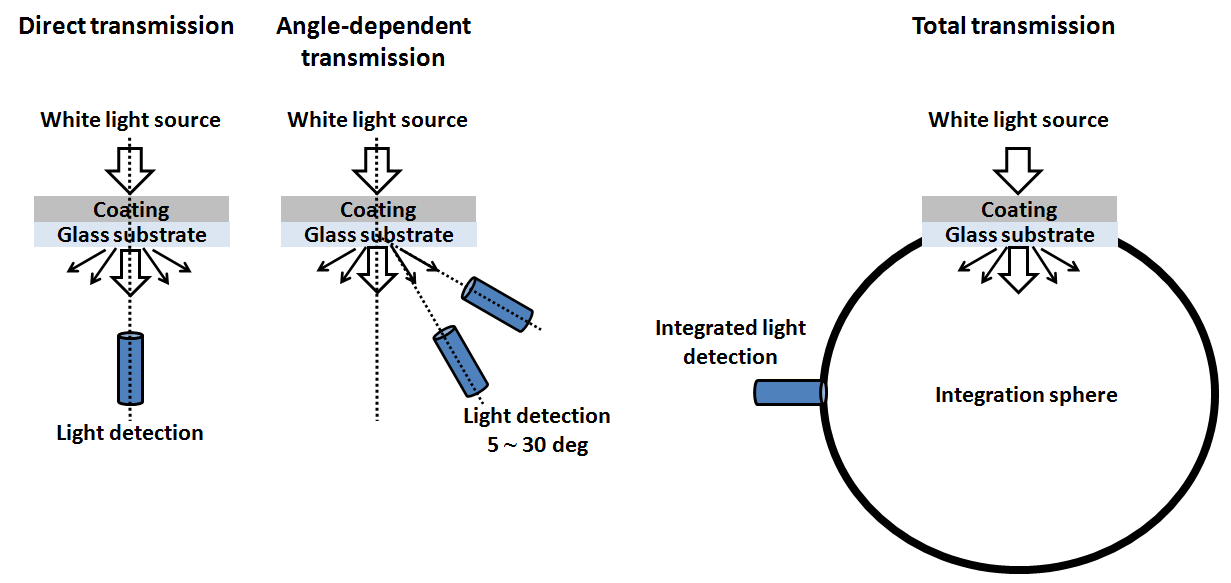 Direct transmission
White light source
Coating
Glass substrate
Light detection
Angle-dependent
transmission
White light source
Coating
Glass substrate
Light detection
5 ~ 30 deg
Total transmission
White light source
Coating
Glass substrate
Integrated light
detection
Integration sphere